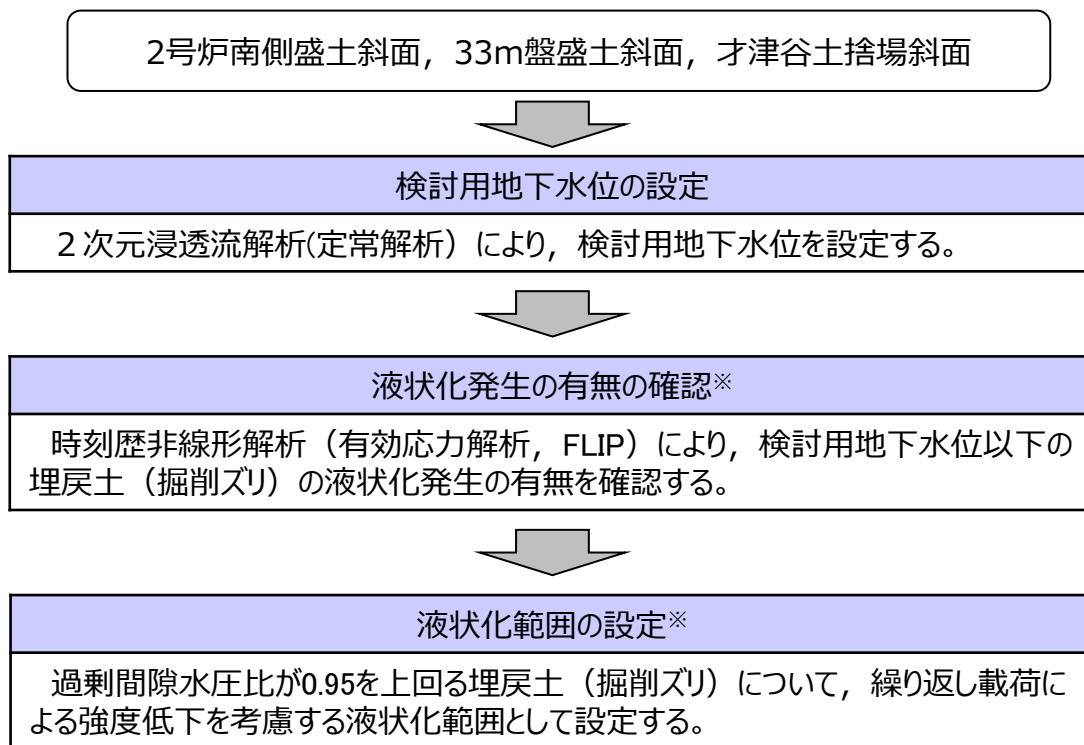 2号炉南側盛土斜面，33m盤盛土斜面，才津谷土捨場斜面
検討用地下水位の設定
２次元浸透流解析(定常解析）により，検討用地下水位を設定する。
液状化発生の有無の確認※
時刻歴非線形解析（有効応力解析，FLIP）により，検討用地下水位以下の
埋戻土（掘削ズリ）の液状化発生の有無を確認する。
液状化範囲の設定※
過剰間隙水圧比が0.95を上回る埋戻土（掘削ズリ）について，繰り返し載荷に
よる強度低下を考慮する液状化範囲として設定する。